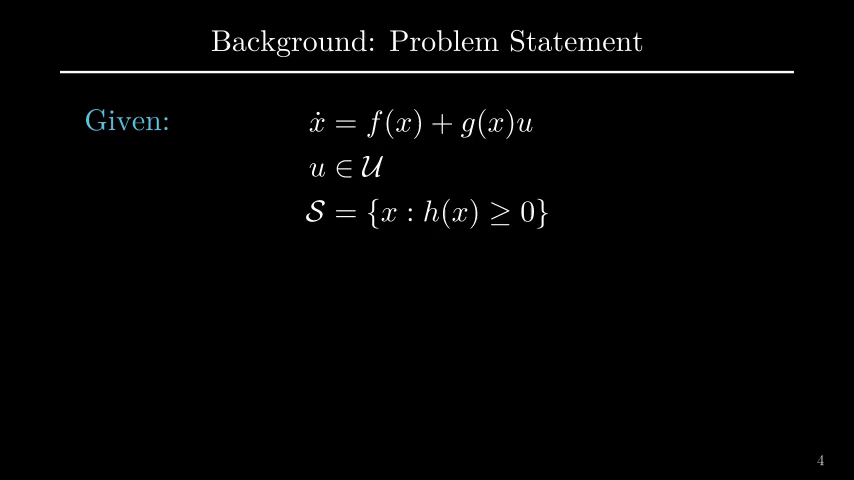 Background: Problem Statement
Given: ẋ = f(x) + g(x)u
u ∈ 𝒰
𝒮 = {x : h(x) ≥ 0}
4